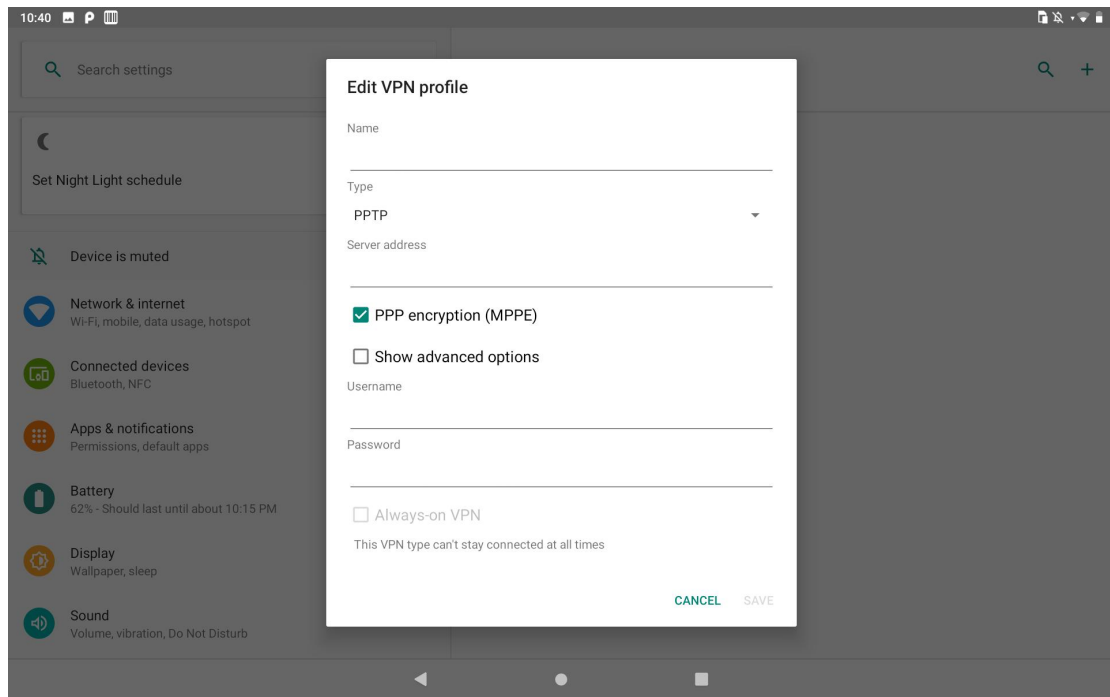 10:40
Search settings
Set Night Light schedule
Device is muted
Network & internet
Wi-Fi, mobile, data usage, hotspot
Connected devices
Bluetooth, NFC
Apps & notifications
Permissions, default apps
Battery
62% - Should last until about 10:15 PM
Display
Wallpaper, sleep
Sound
Volume, vibration, Do Not Disturb
Edit VPN profile
Name
Type
PPTP
Server address
PPP encryption (MPPE)
Show advanced options
Username
Password
Always-on VPN
This VPN type can't stay connected at all times
CANCEL SAVE